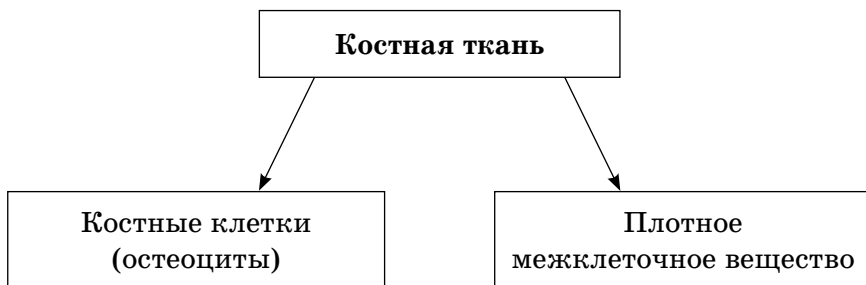 Костная ткань
Костные клетки
(остеоциты)
Плотное
межклеточное вещество